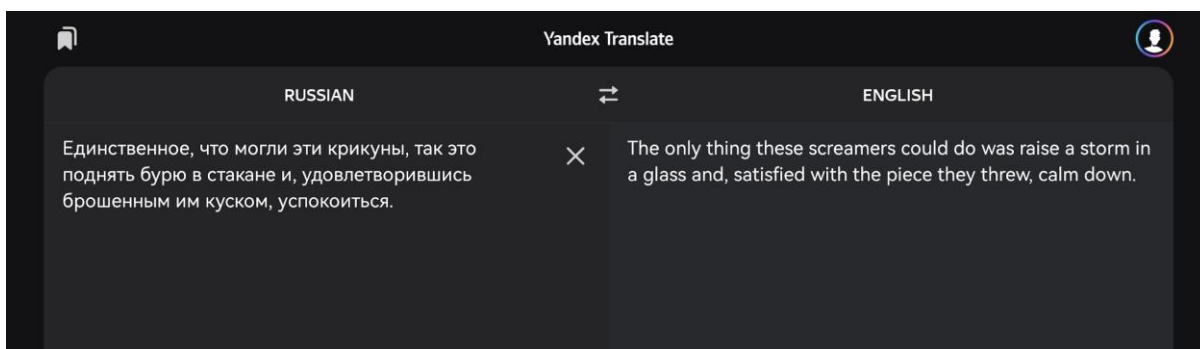 Yandex Translate
RUSSIAN
ENGLISH
Единственное, что могли эти крикуны, так это
поднять бурю в стакане и, удовлетворившись
брошенным им куском, успокоиться.
The only thing these screamers could do was raise a storm in
a glass and, satisfied with the piece they threw, calm down.